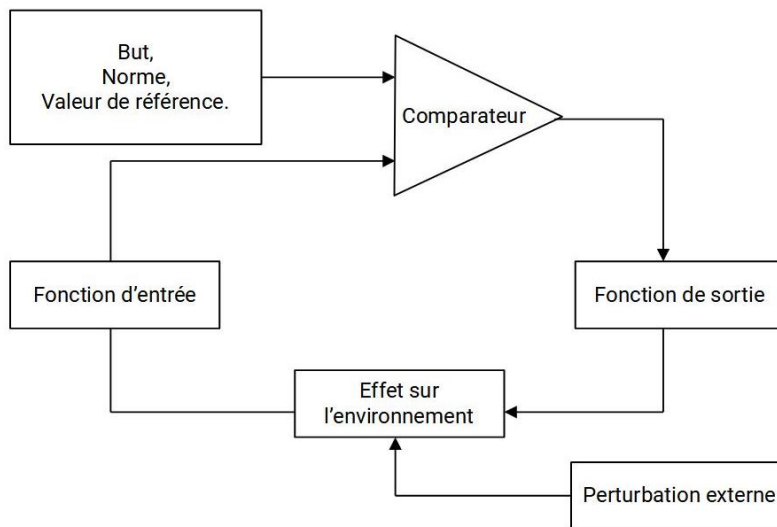 But,
Norme,
Valeur de référence.
Comparateur
Fonction d’entrée
Fonction de sortie
Effet sur
l’environnement
Perturbation externe